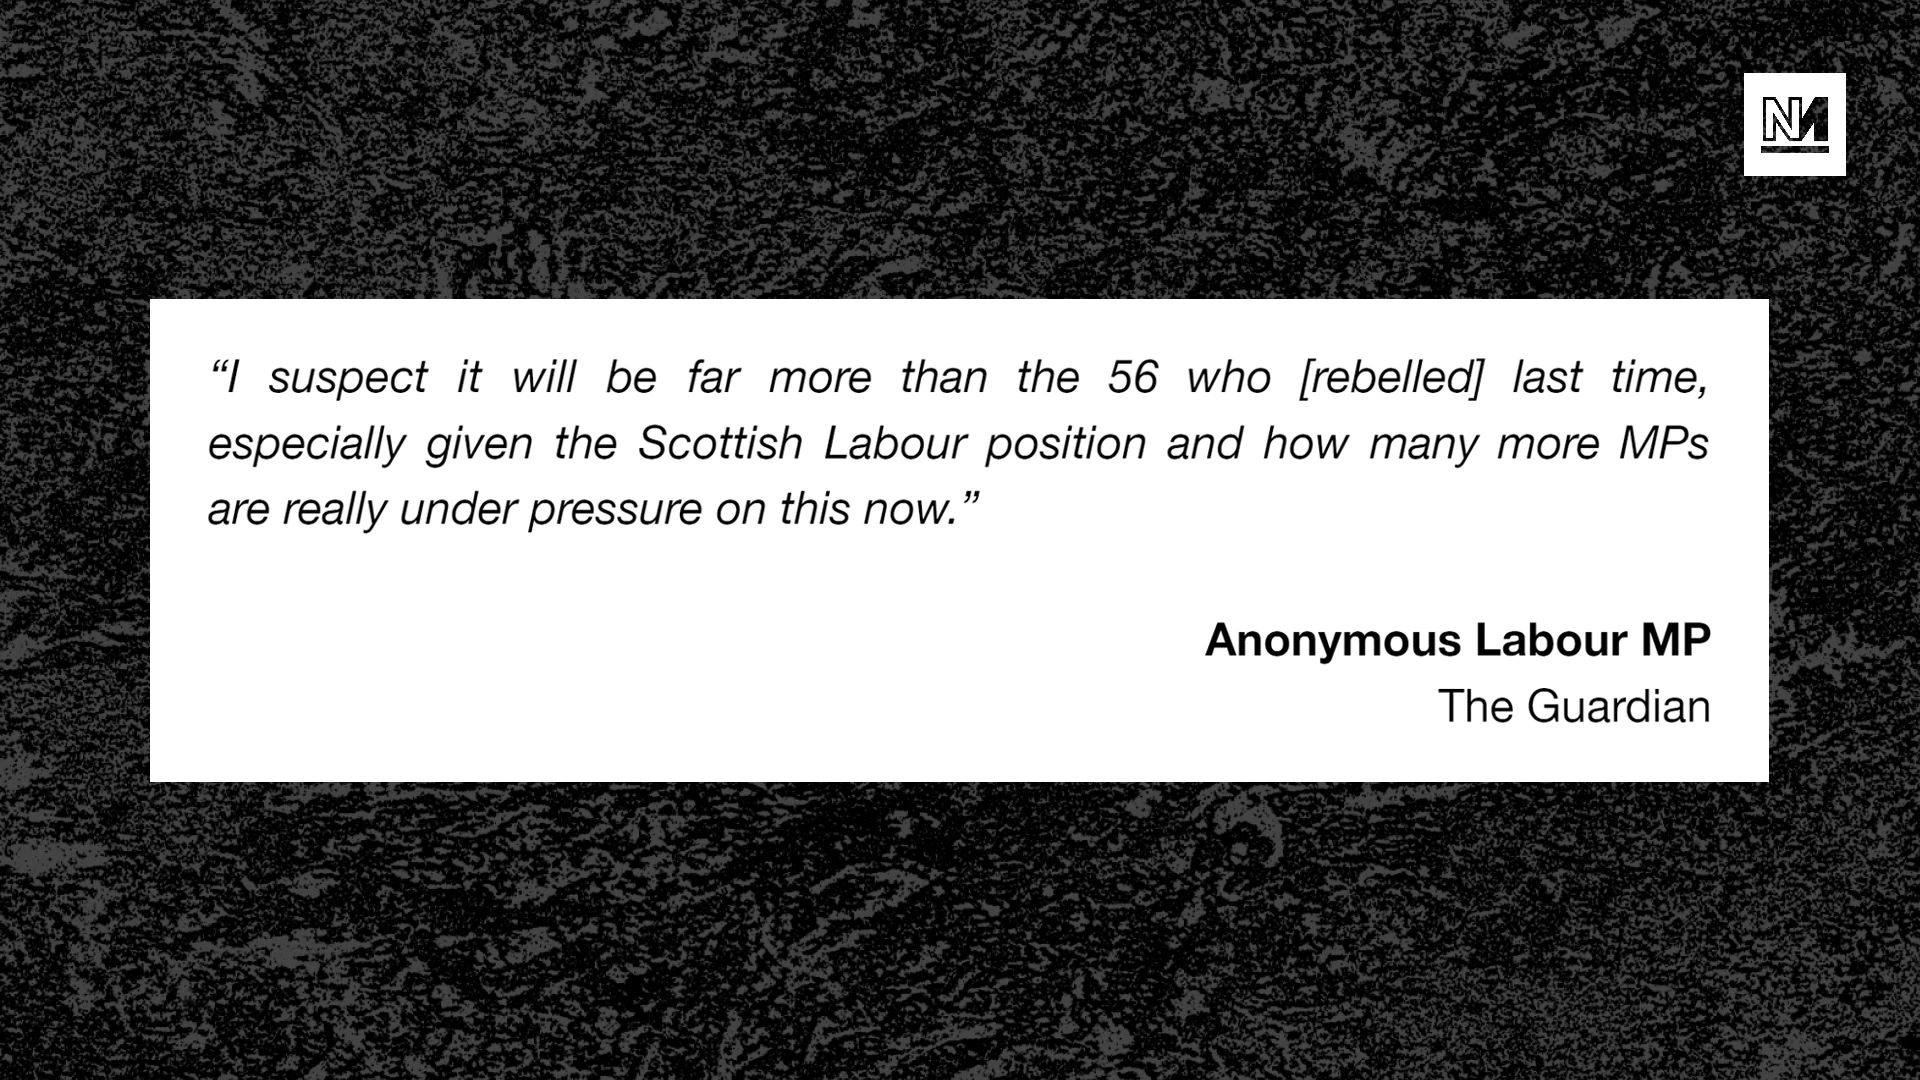 “I suspect it will be far more than the 56 who [rebelled] last time,
especially given the Scottish Labour position and how many more MPs
are really under pressure on this now.”
Anonymous Labour MP
The Guardian